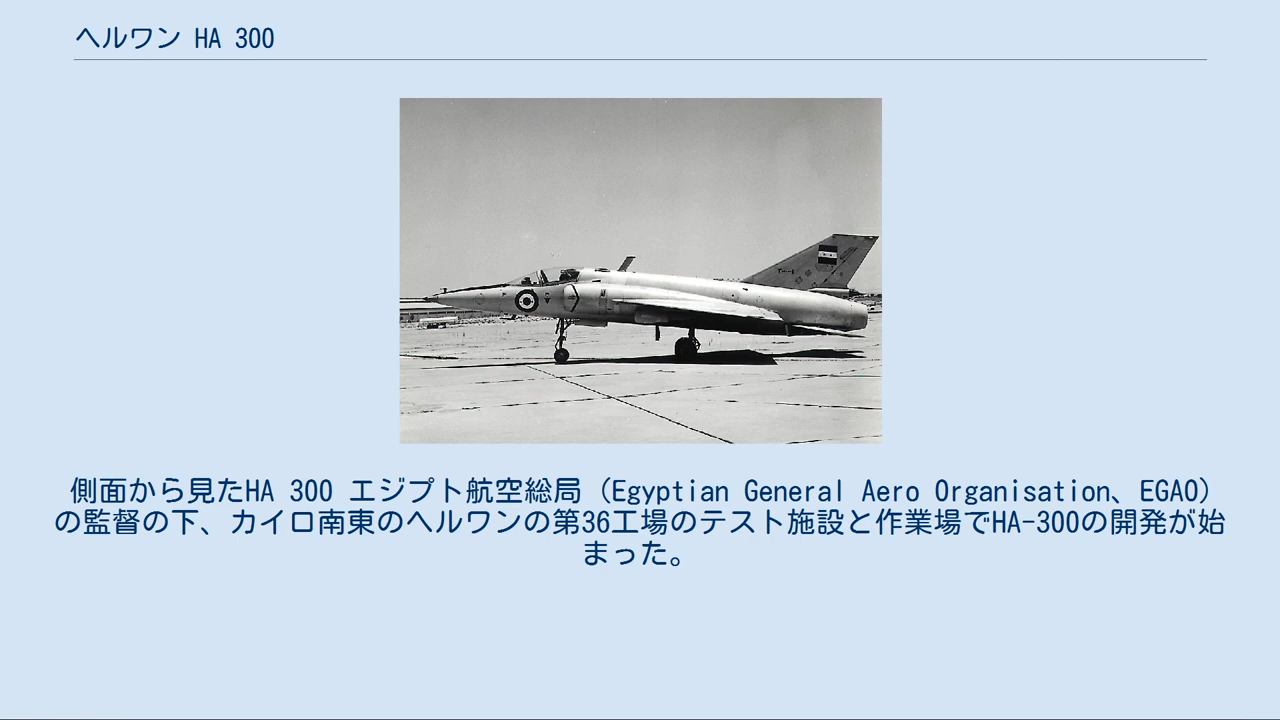 ヘルワン HA 300
側面から見たHA 300 エジプト航空総局（Egyptian General Aero Organisation、EGAO）
の監督の下、カイロ南東のヘルワンの第36工場のテスト施設と作業場でHA-300の開発が始
まった。